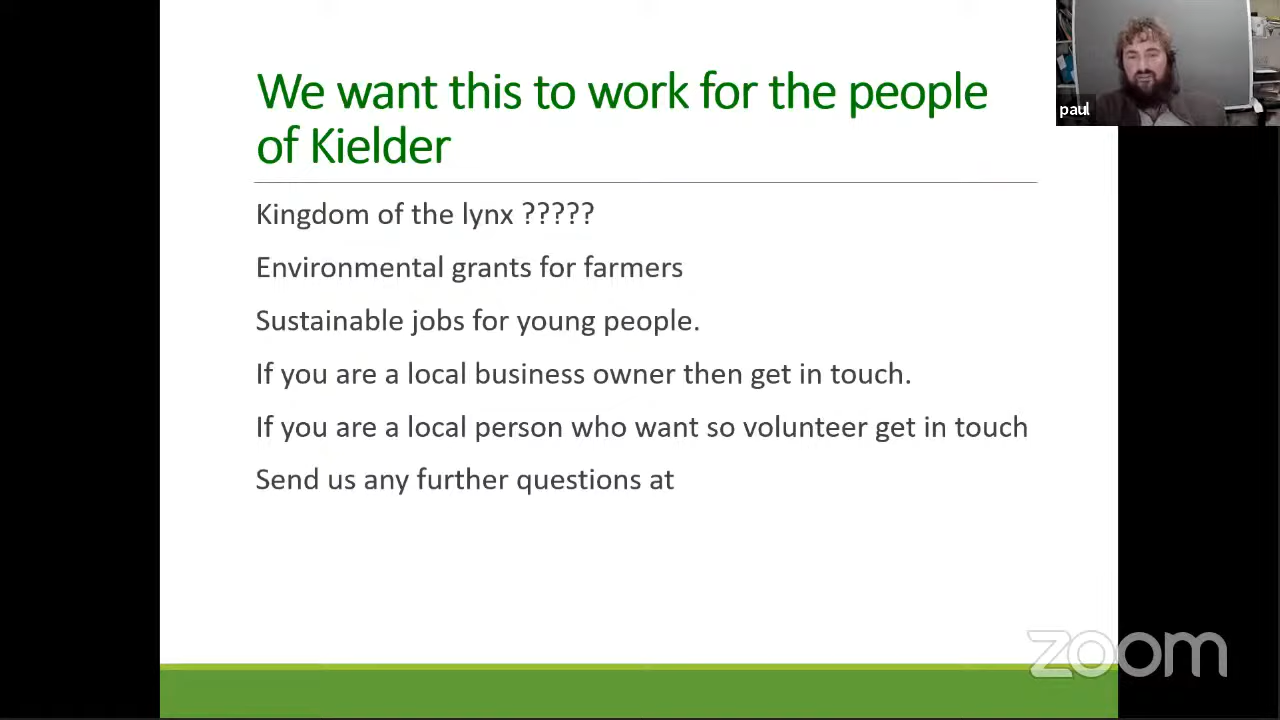 We want this to work for the people
of Kielder
Kingdom of the lynx ?????
Environmental grants for farmers
Sustainable jobs for young people.
If you are a local business owner then get in touch.
If you are a local person who want so volunteer get in touch
Send us any further questions at
paul
zoom